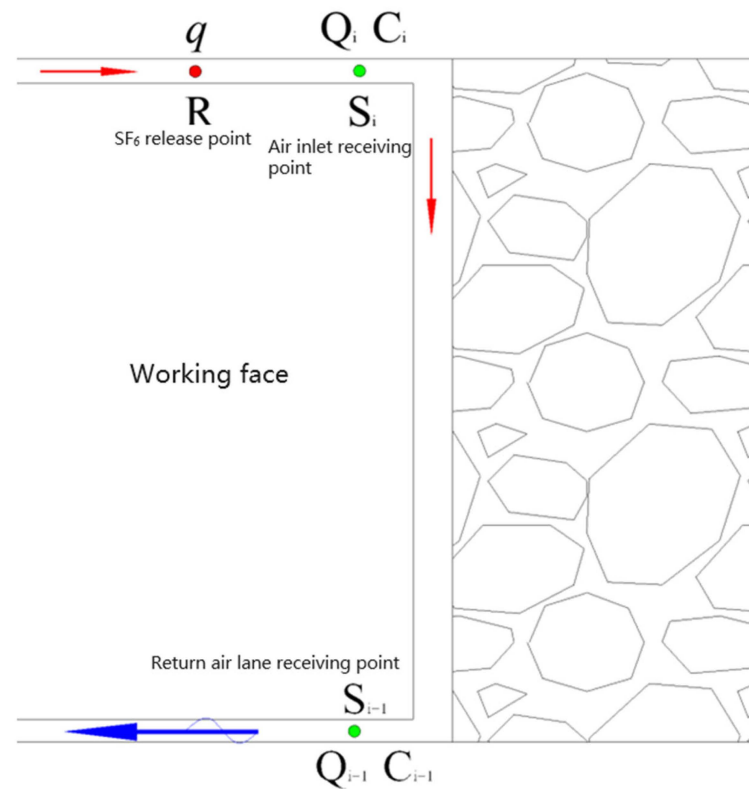 q
Qᵢ Cᵢ
R
Sᵢ
SF₆ release point
Air inlet receiving
point
Working face
Return air lane receiving point
Sᵢ₋₁
Qᵢ₋₁ Cᵢ₋₁